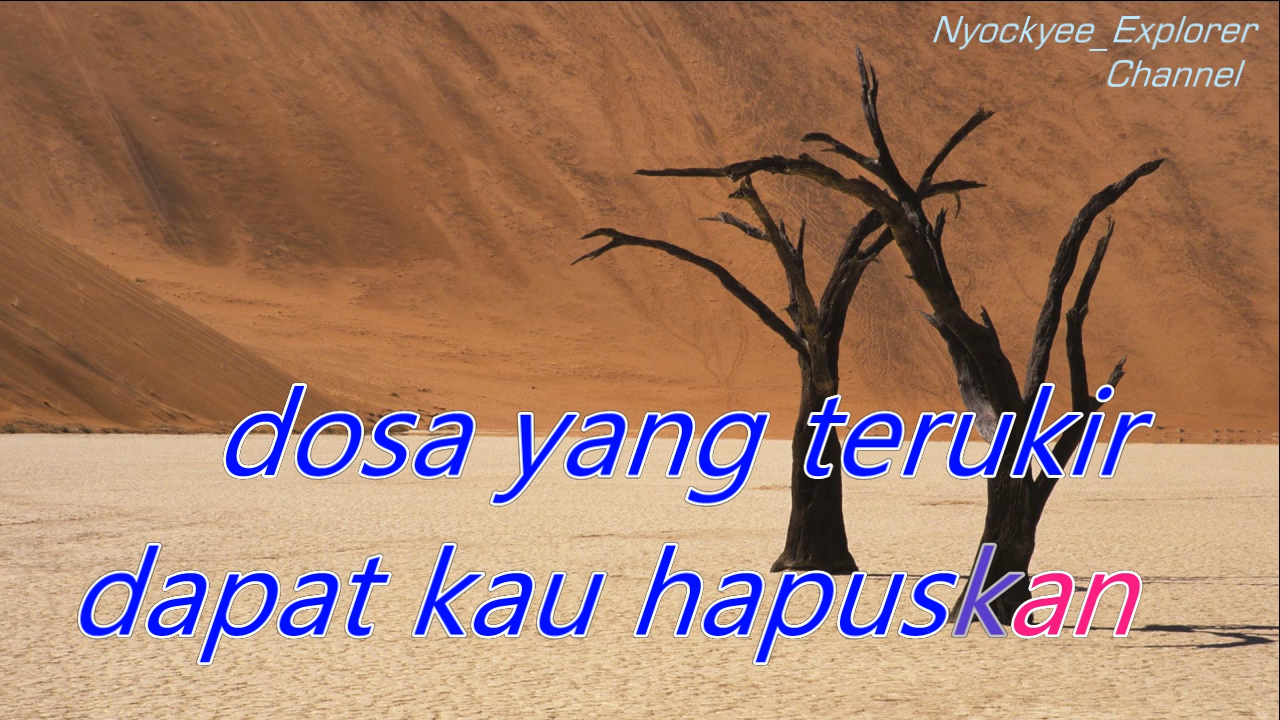 Nyockyee_Explorer
Channel
dosa yang terukir
dapat kau hapuskan